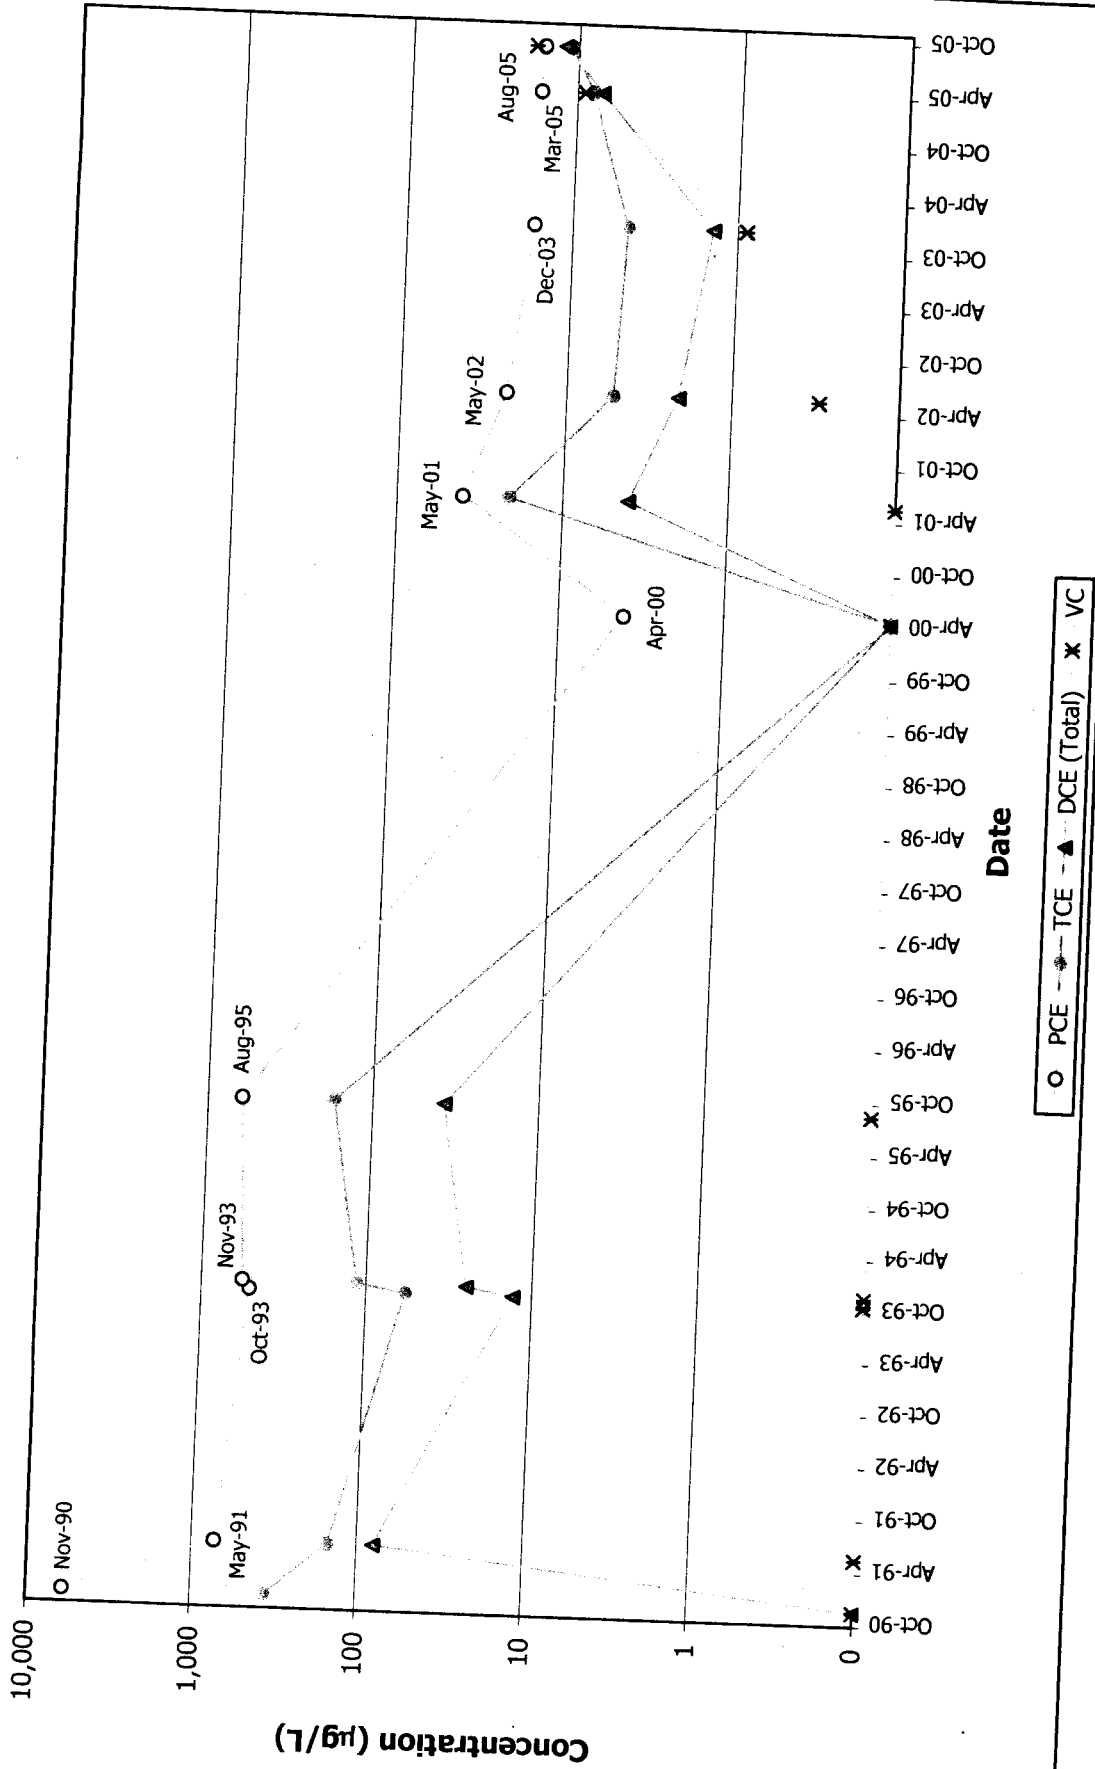 Concentration (µg/L)
10,000
1,000
100
10
1
0
Nov-90
May-91
Oct-93
Nov-93
Aug-95
Apr-00
May-01
May-02
Dec-03
Mar-05
Aug-05
Oct-90
Apr-91
Oct-91
Apr-92
Oct-92
Apr-93
Oct-93
Apr-94
Oct-94
Apr-95
Oct-95
Apr-96
Oct-96
Apr-97
Oct-97
Apr-98
Oct-98
Apr-99
Oct-99
Apr-00
Oct-00
Apr-01
Oct-01
Apr-02
Oct-02
Apr-03
Oct-03
Apr-04
Oct-04
Apr-05
Oct-05
Date
PCE TCE DCE (Total) VC